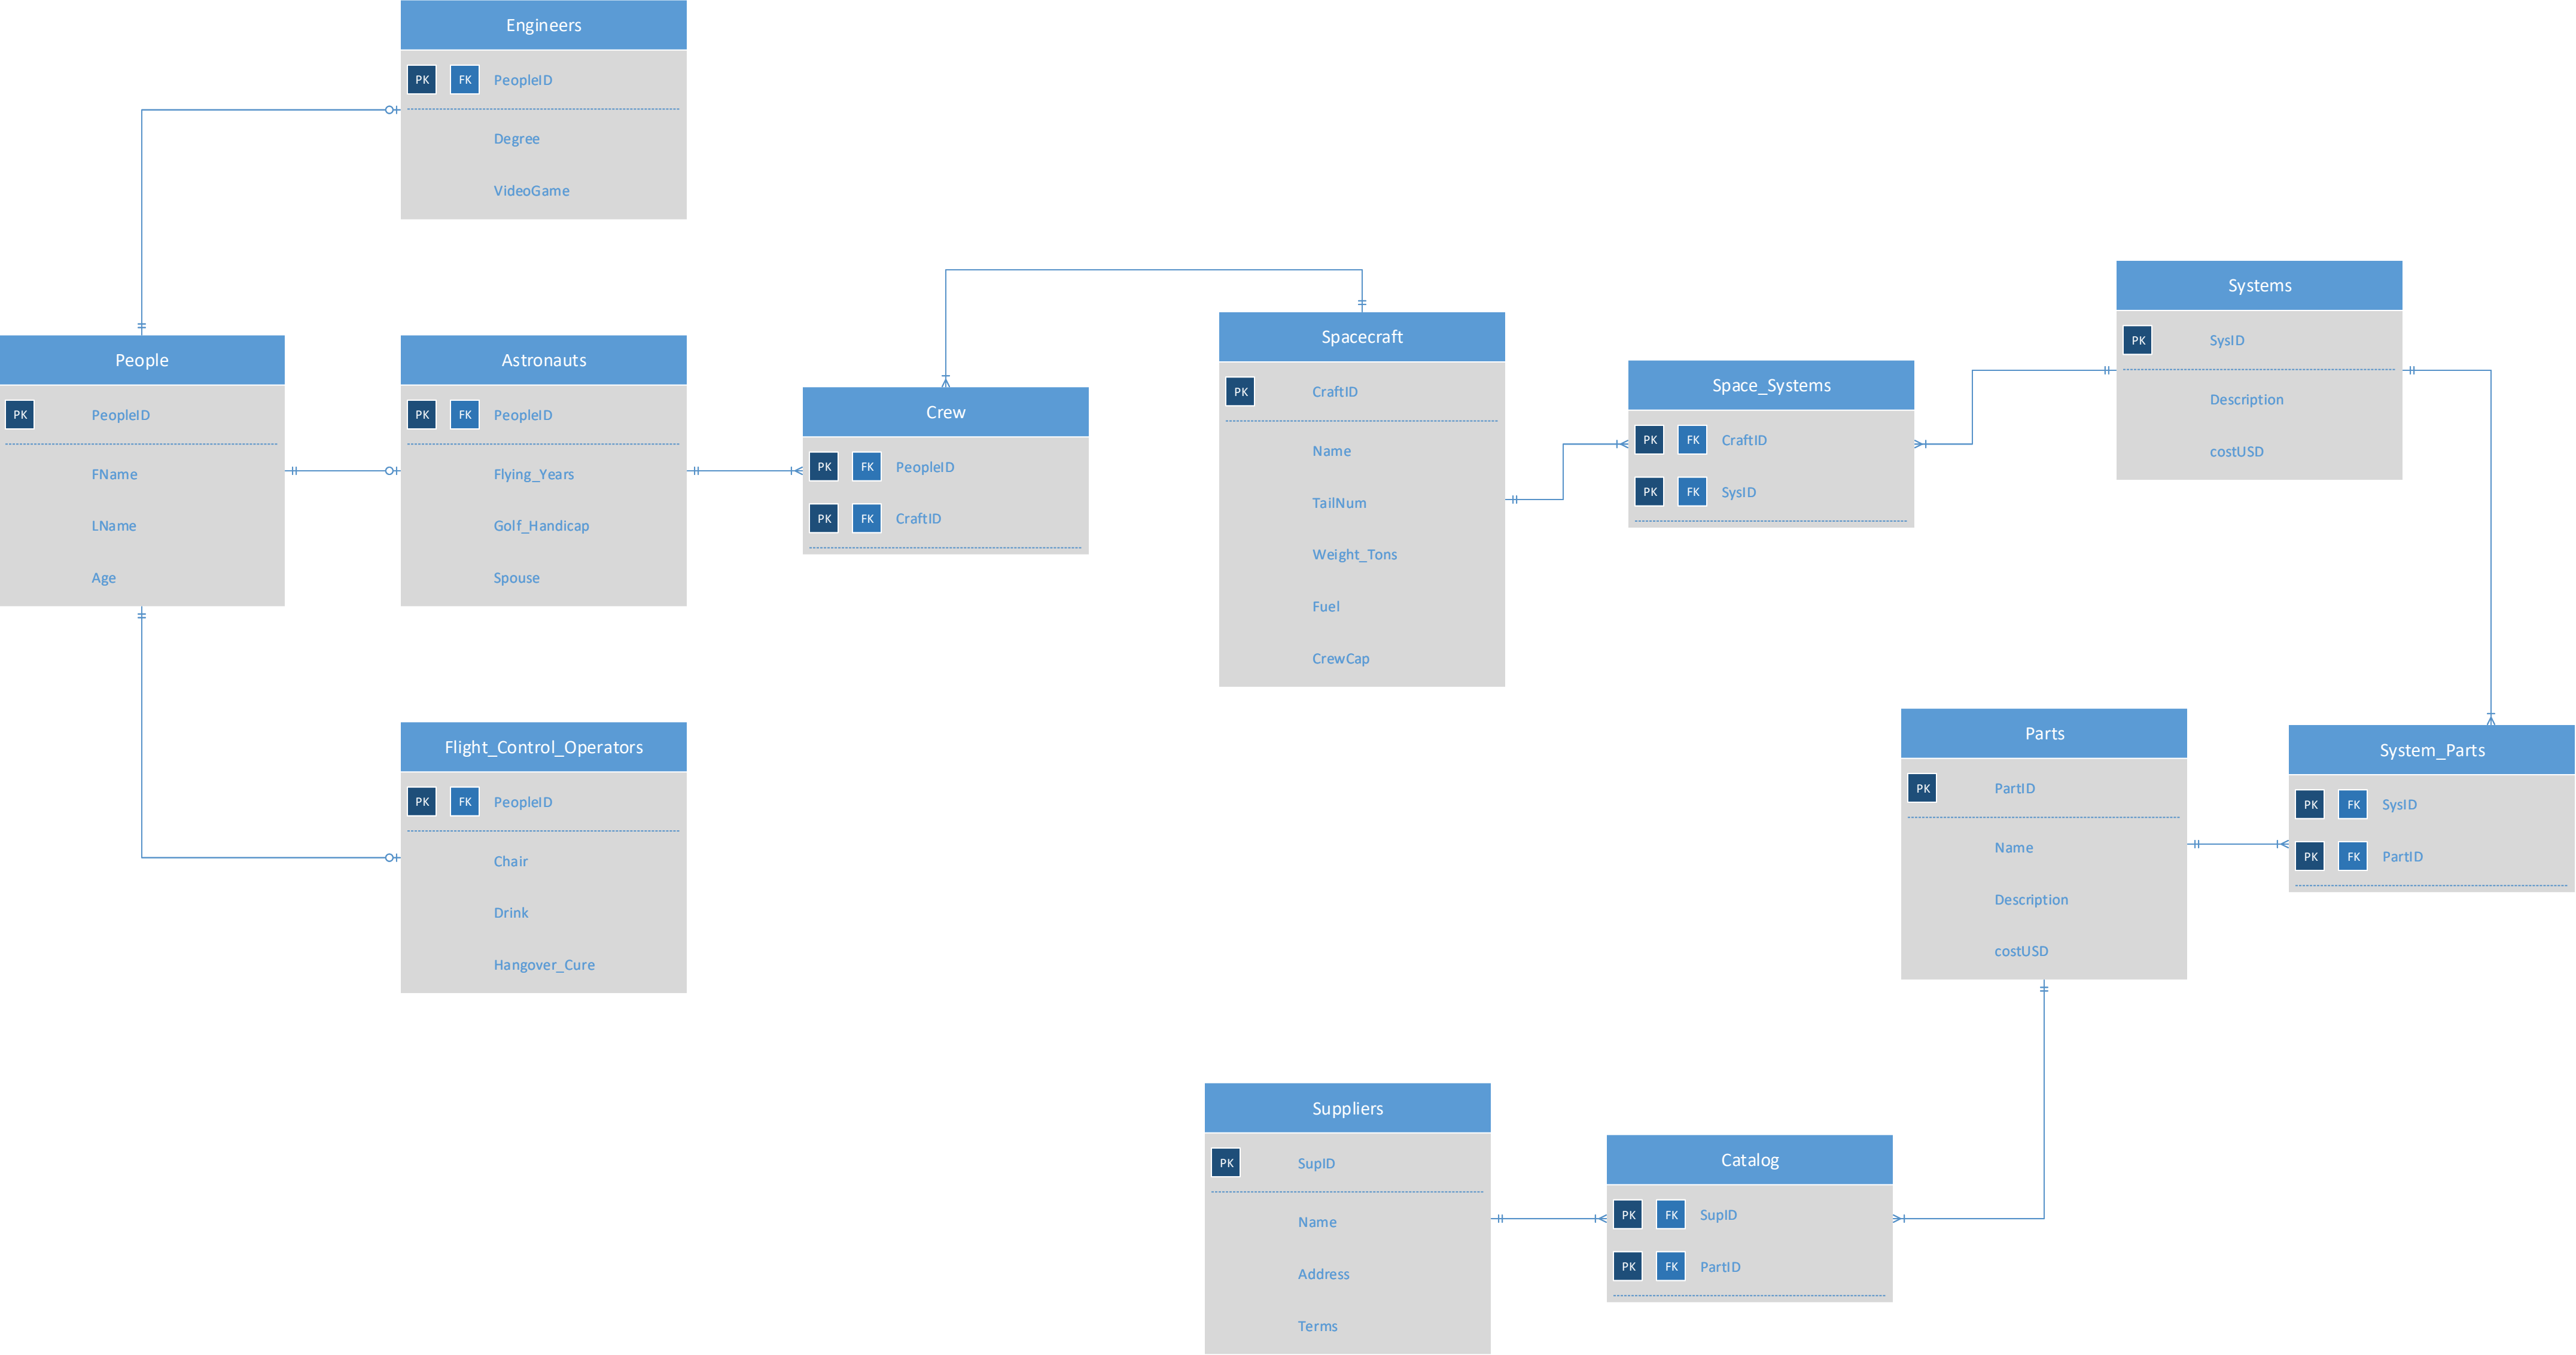 Engineers
PK FK PeopleID
Degree
VideoGame
People
PK PeopleID
FName
LName
Age
Astronauts
PK FK PeopleID
Flying_Years
Golf_Handicap
Spouse
Flight_Control_Operators
PK FK PeopleID
Chair
Drink
Hangover_Cure
Crew
PK FK PeopleID
PK FK CraftID
Spacecraft
PK CraftID
Name
TailNum
Weight_Tons
Fuel
CrewCap
Space_Systems
PK FK CraftID
PK FK SysID
Systems
PK SysID
Description
costUSD
Parts
PK PartID
Name
Description
costUSD
System_Parts
PK FK SysID
PK FK PartID
Suppliers
PK SupID
Name
Address
Terms
Catalog
PK FK SupID
PK FK PartID